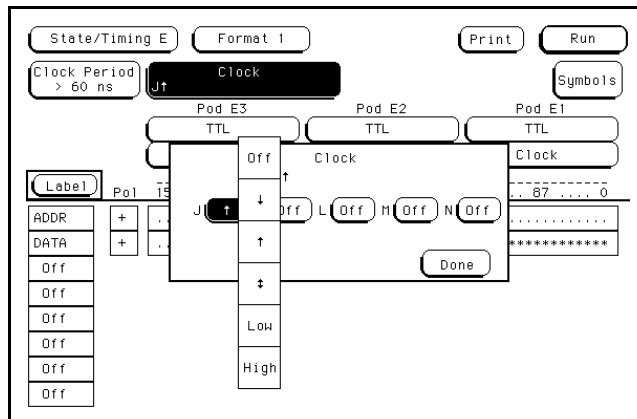 State/Timing E Format 1 Print Run
Clock Period > 60 ns
Clock
J↑
Symbols
Pod E3 Pod E2 Pod E1
TTL TTL TTL
Clock
Label Pol 15 .. 87 .... 0
ADDR + .. ............
DATA + .. ************
Off
Off
Off
Off
Off
Off
Clock
↑
J ↑ Off L Off M Off N Off
Done
Off
↓
↑
↕
Low
High